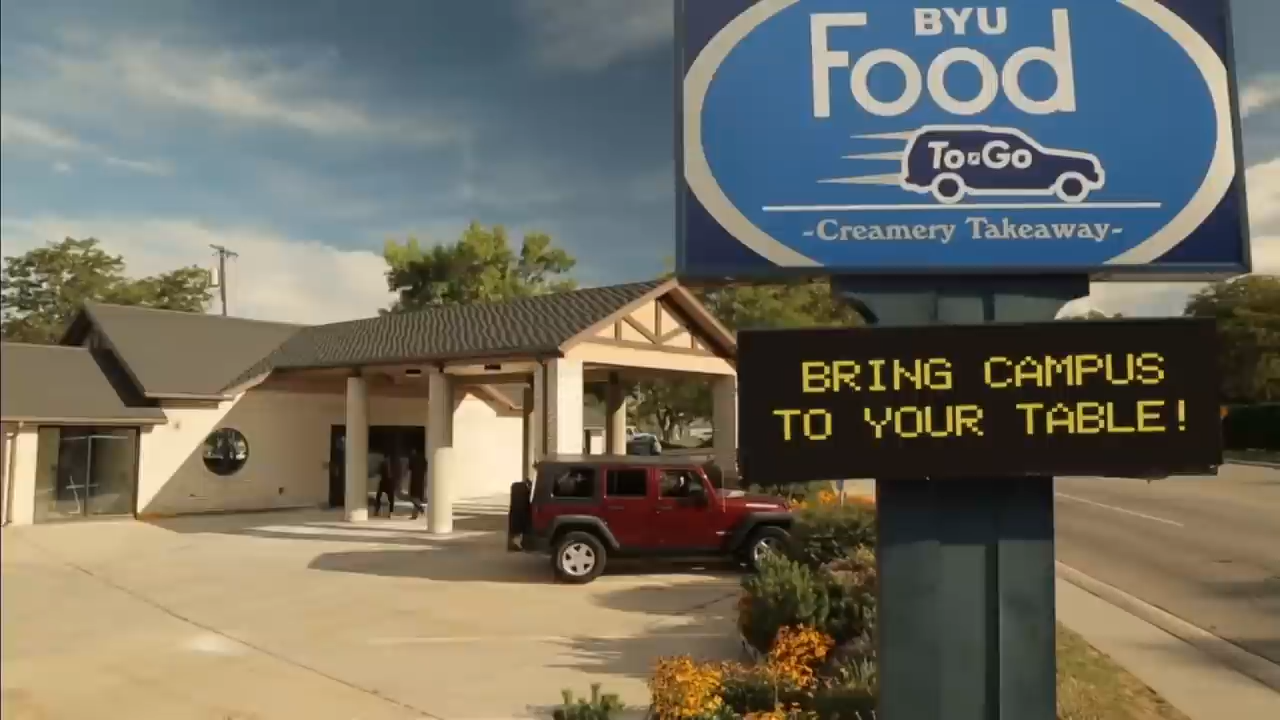 BYU
Food
To-Go
-Creamery Takeaway-
BRING CAMPUS
TO YOUR TABLE!